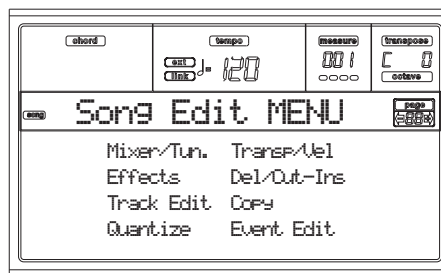 chord tempo measure transpose
ext
link ♩= 120 001 C 0
octave
song Song Edit MENU page
Mixer/Tun. Transp/Vel
Effects Del/Cut-Ins
Track Edit Copy
Quantize Event Edit